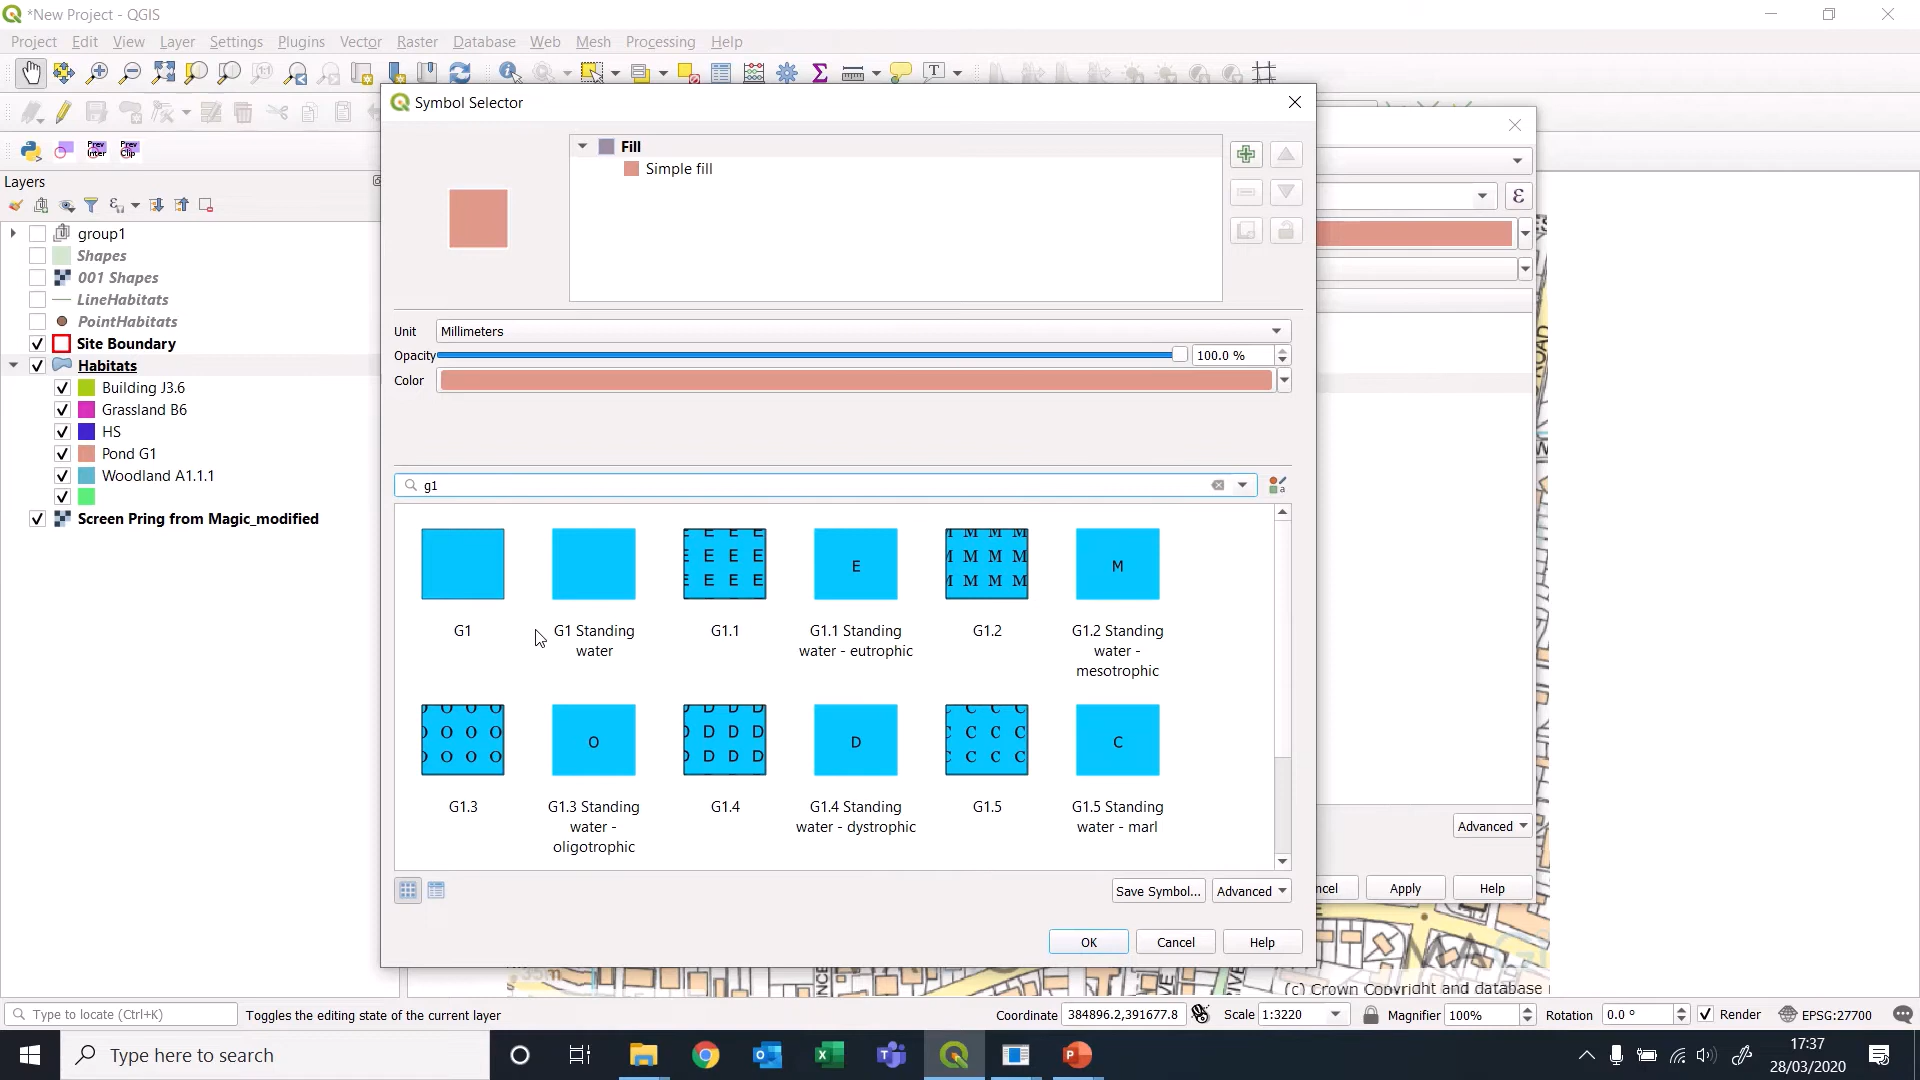 *New Project - QGIS
Project Edit View Layer Settings Plugins Vector Raster Database Web Mesh Processing Help
Symbol Selector
Prev Inter
Prev Clip
Layers
group1
Shapes
001 Shapes
LineHabitats
PointHabitats
Site Boundary
Habitats
Building J3.6
Grassland B6
HS
Pond G1
Woodland A1.1.1
Screen Pring from Magic_modified
Fill
Simple fill
Unit Millimeters
Opacity 100.0 %
Color
g1
G1
G1 Standing water
G1.1
G1.1 Standing water - eutrophic
G1.2
G1.2 Standing water - mesotrophic
G1.3
G1.3 Standing water - oligotrophic
G1.4
G1.4 Standing water - dystrophic
G1.5
G1.5 Standing water - marl
Save Symbol... Advanced
OK Cancel Help
Advanced
ncel Apply Help
ROAD
(c) Crown Copyright and database
Type to locate (Ctrl+K) Toggles the editing state of the current layer Coordinate 384896.2,391677.8 Scale 1:3220 Magnifier 100% Rotation 0.0 ° Render EPSG:27700
Type here to search
17:37
28/03/2020